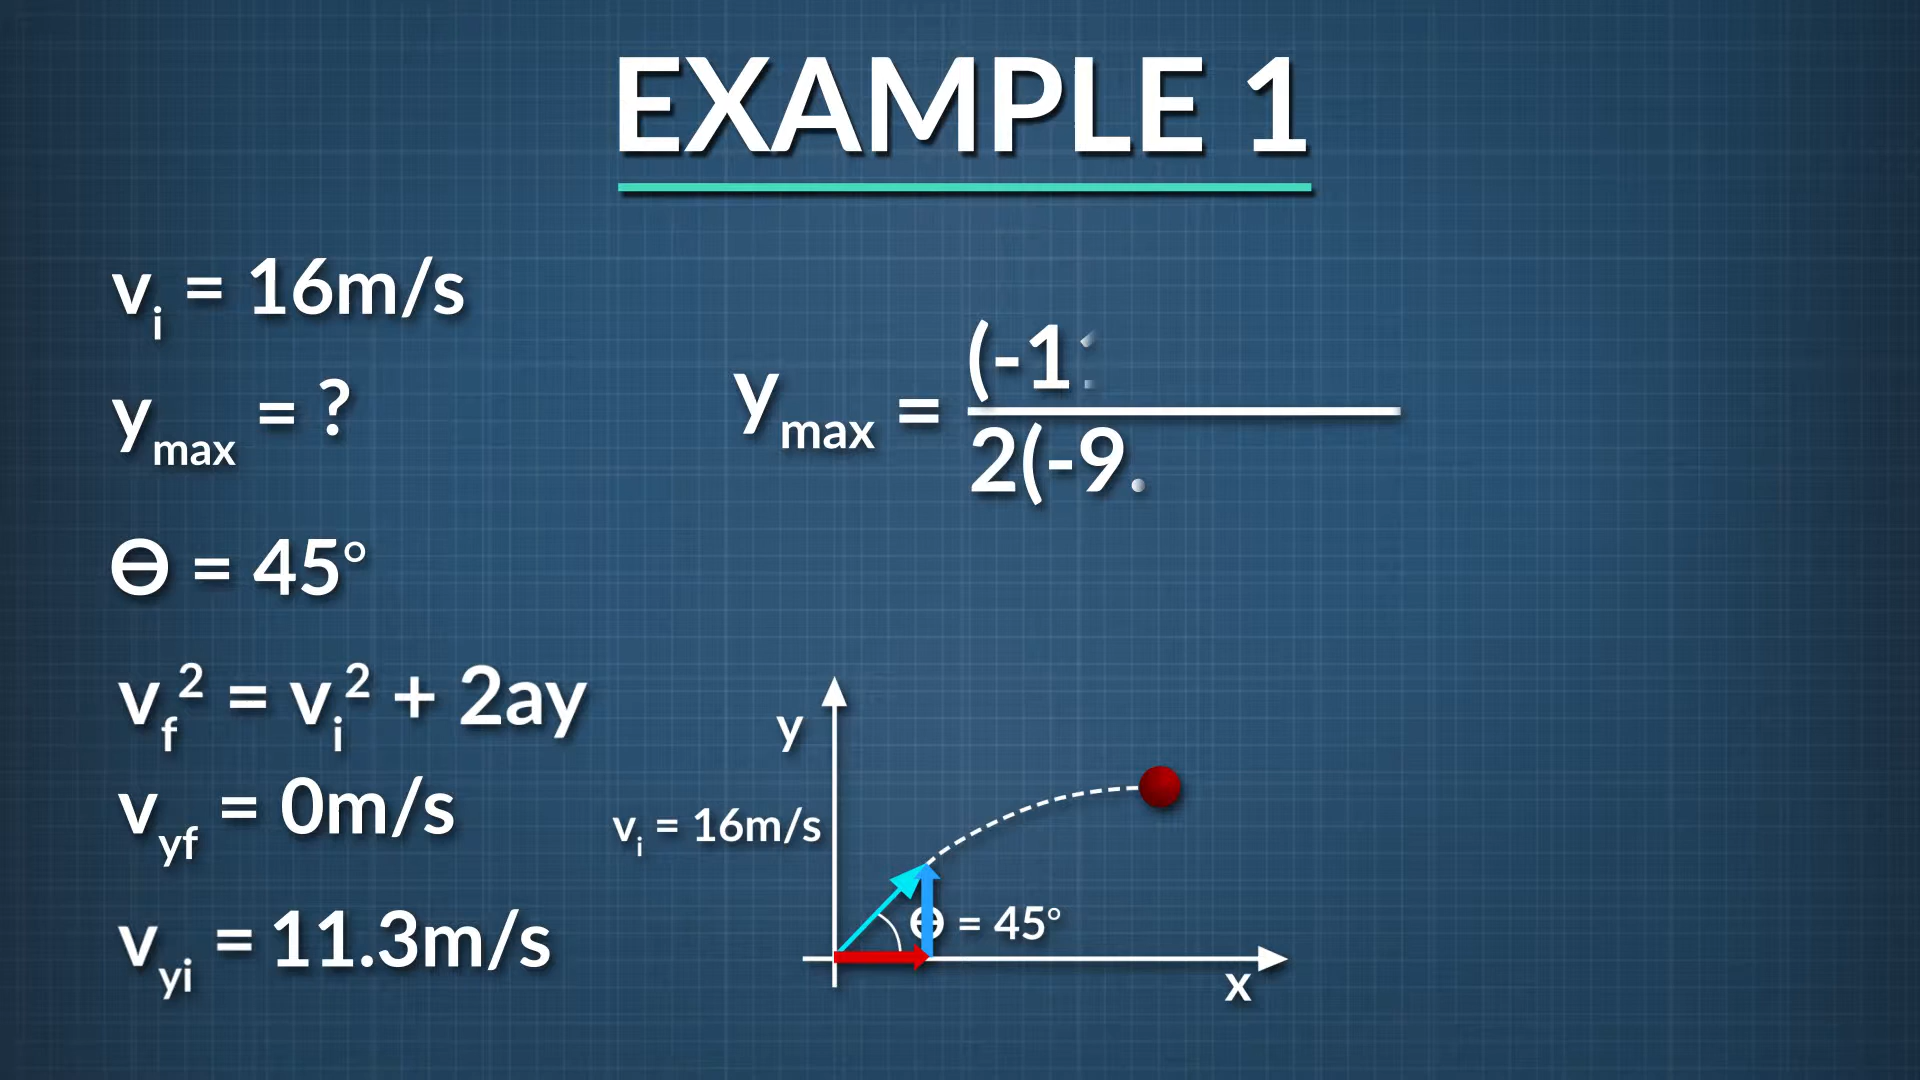 EXAMPLE 1
vi = 16m/s
ymax = ?
ϴ = 45°
vf² = vi² + 2ay
vyf = 0m/s
vyi = 11.3m/s
ymax =
(-1
2(-9.
y
vi = 16m/s
ϴ = 45°
x